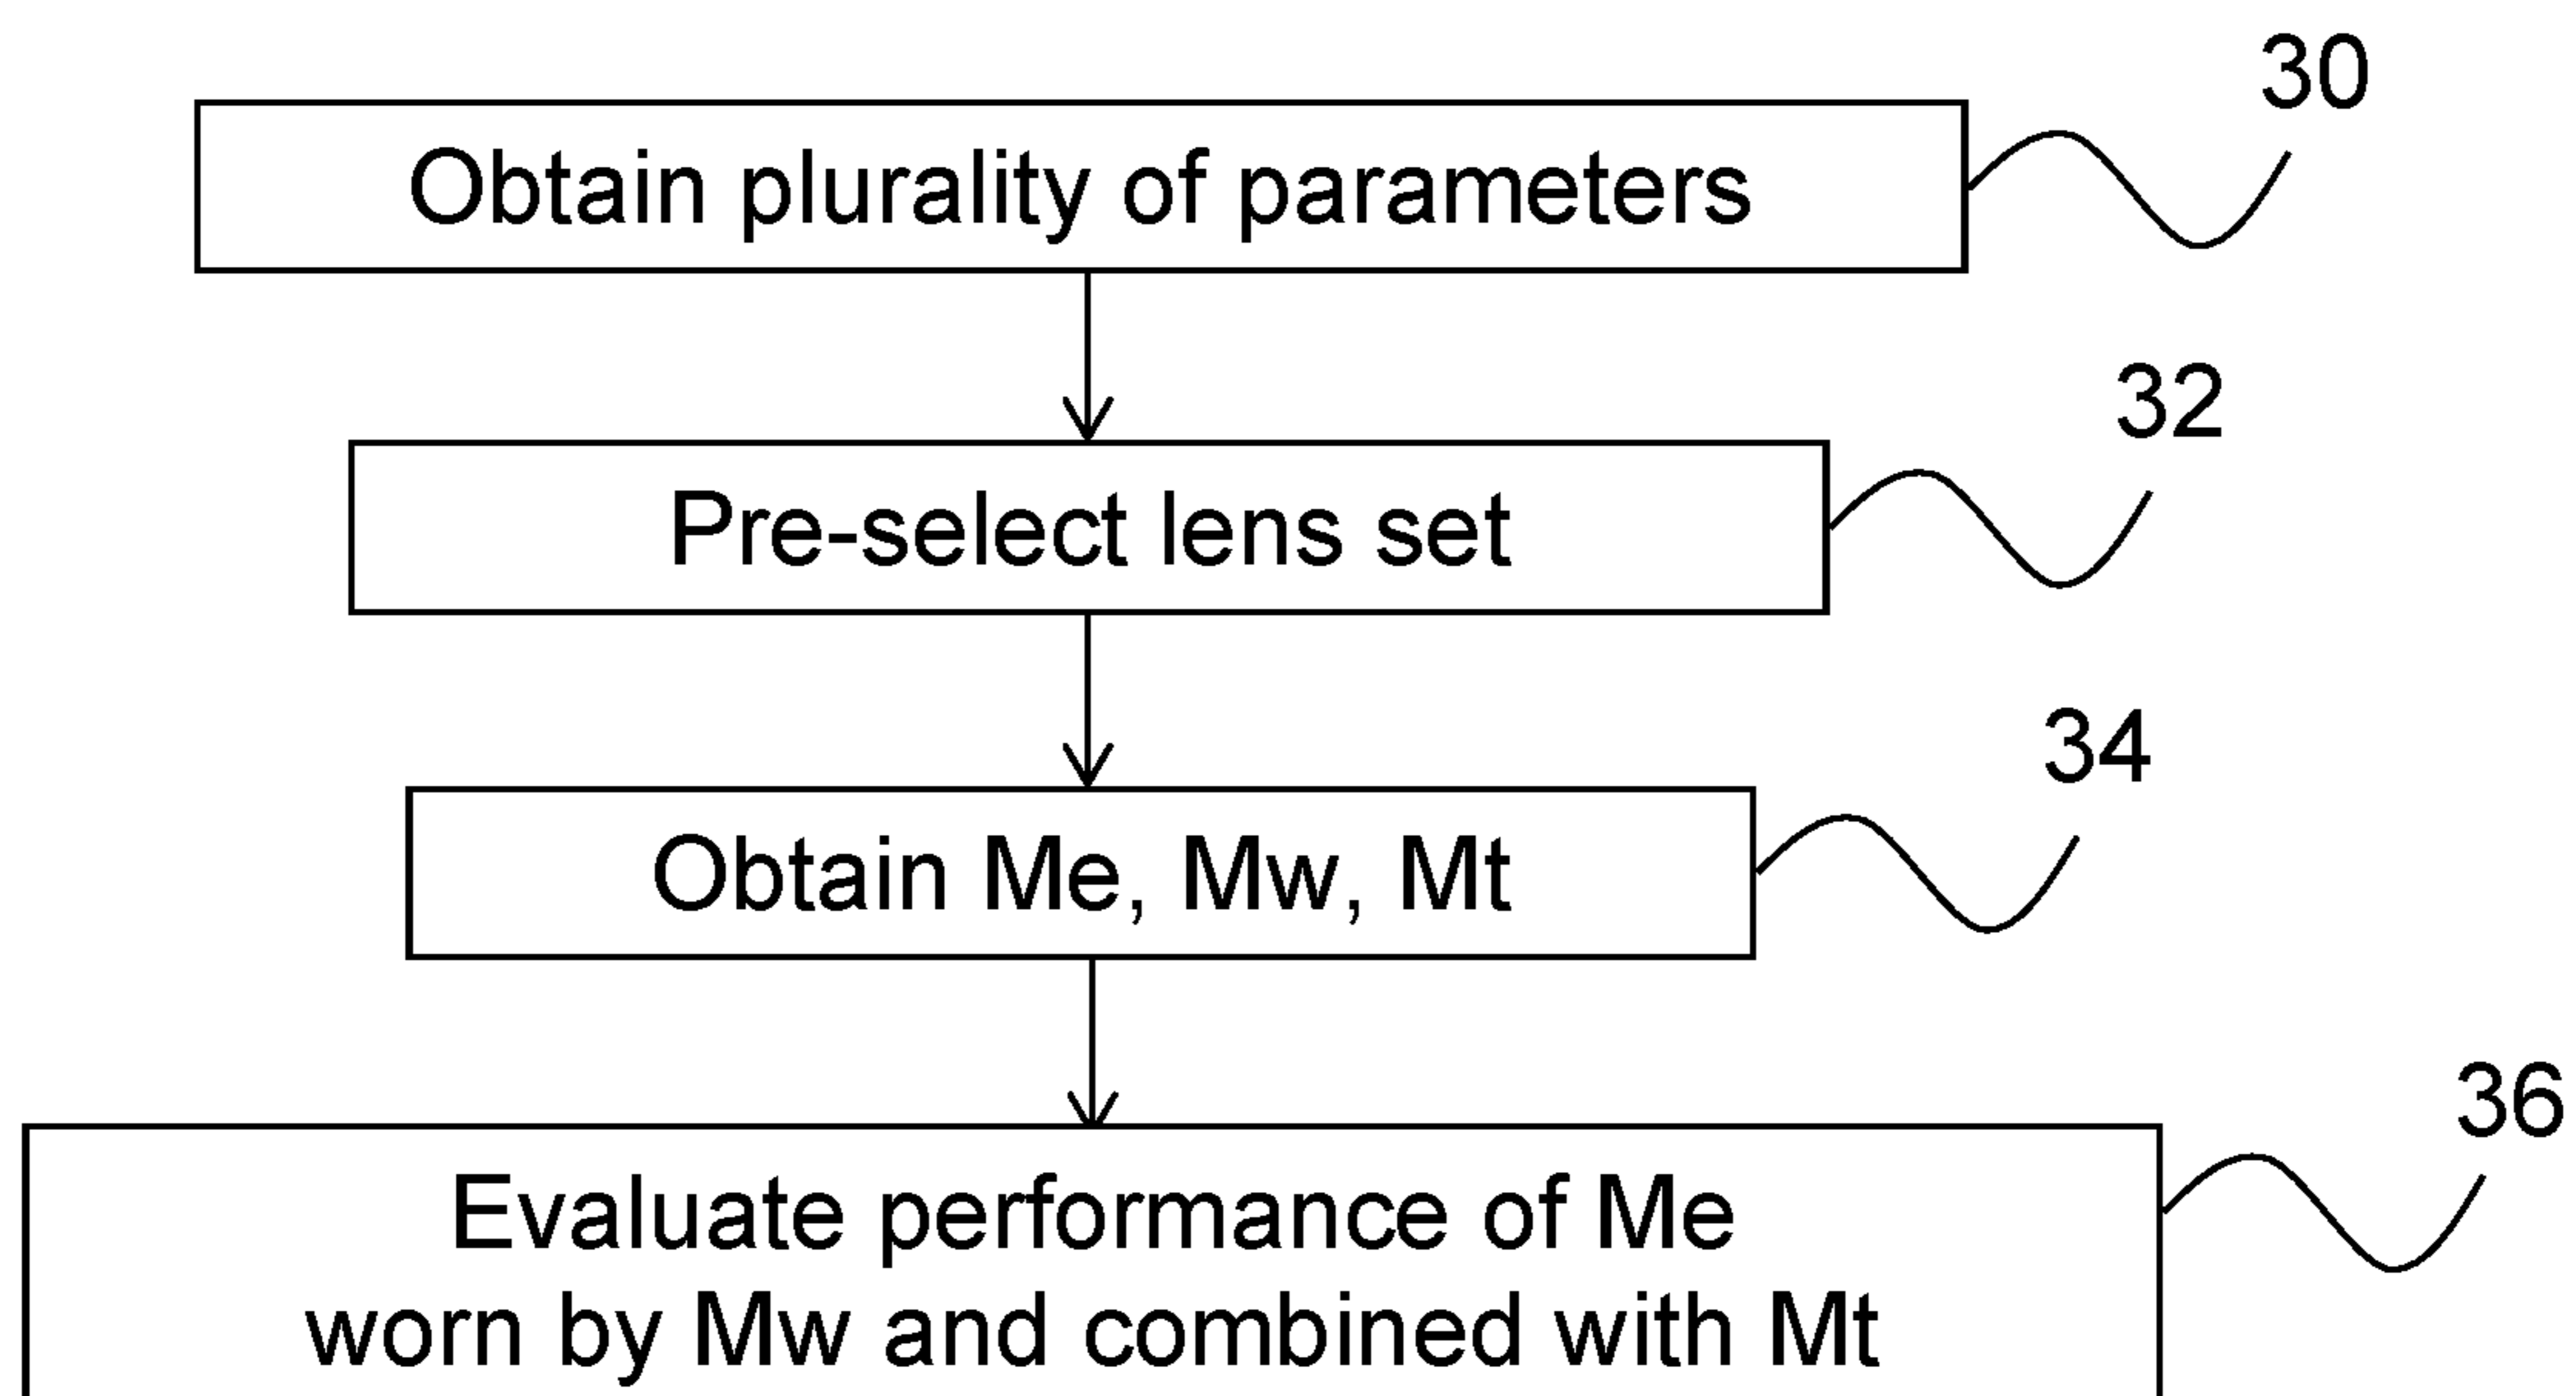 30
Obtain plurality of parameters
32
Pre-select lens set
34
Obtain Me, Mw, Mt
36
Evaluate performance of Me
worn by Mw and combined with Mt